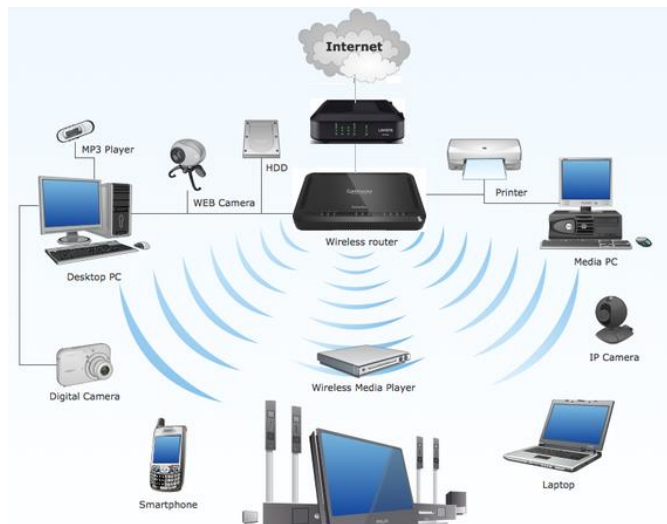 Internet
MP3 Player
HDD
WEB Camera
Printer
Wireless router
Desktop PC
Media PC
IP Camera
Wireless Media Player
Digital Camera
Laptop
Smartphone